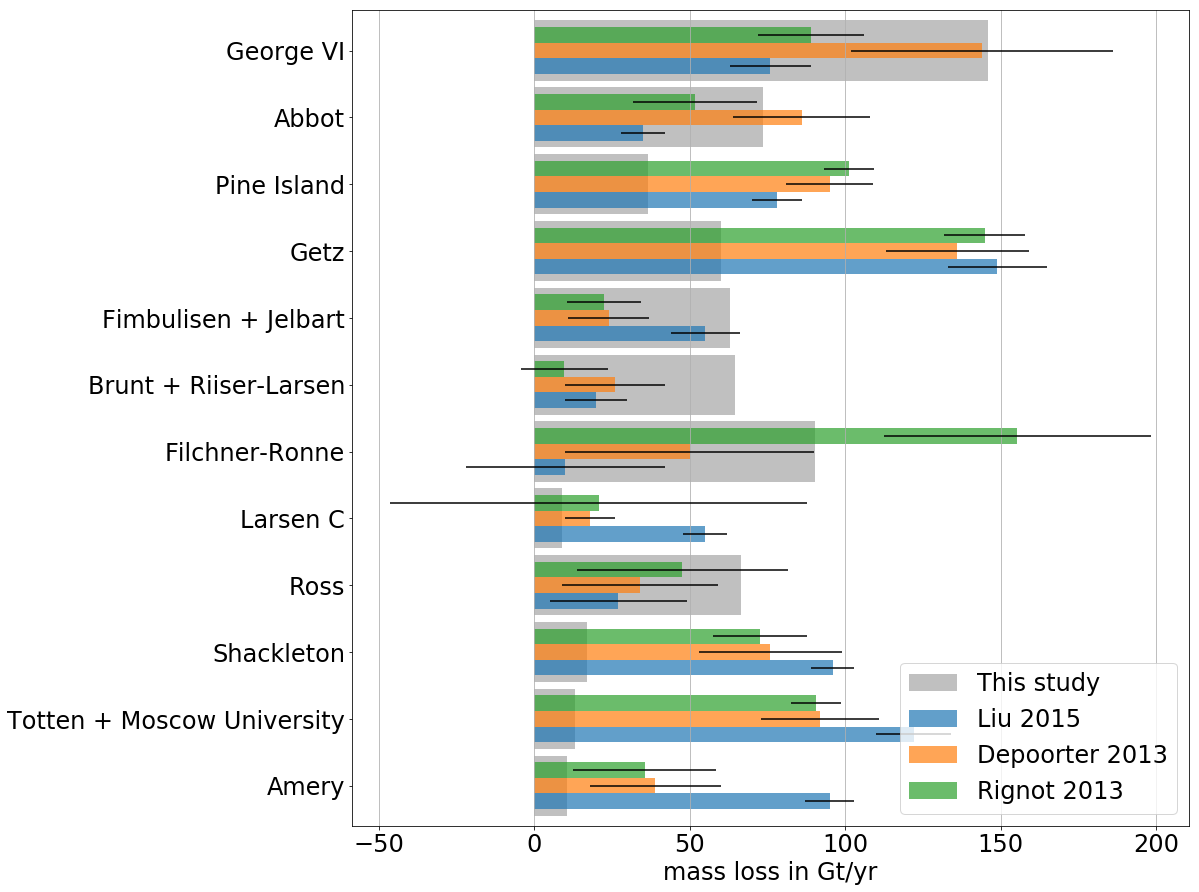 George VI
Abbot
Pine Island
Getz
Fimbulisen + Jelbart
Brunt + Riiser-Larsen
Filchner-Ronne
Larsen C
Ross
Shackleton
Totten + Moscow University
Amery
This study
Liu 2015
Depoorter 2013
Rignot 2013
−50 0 50 100 150 200
mass loss in Gt/yr